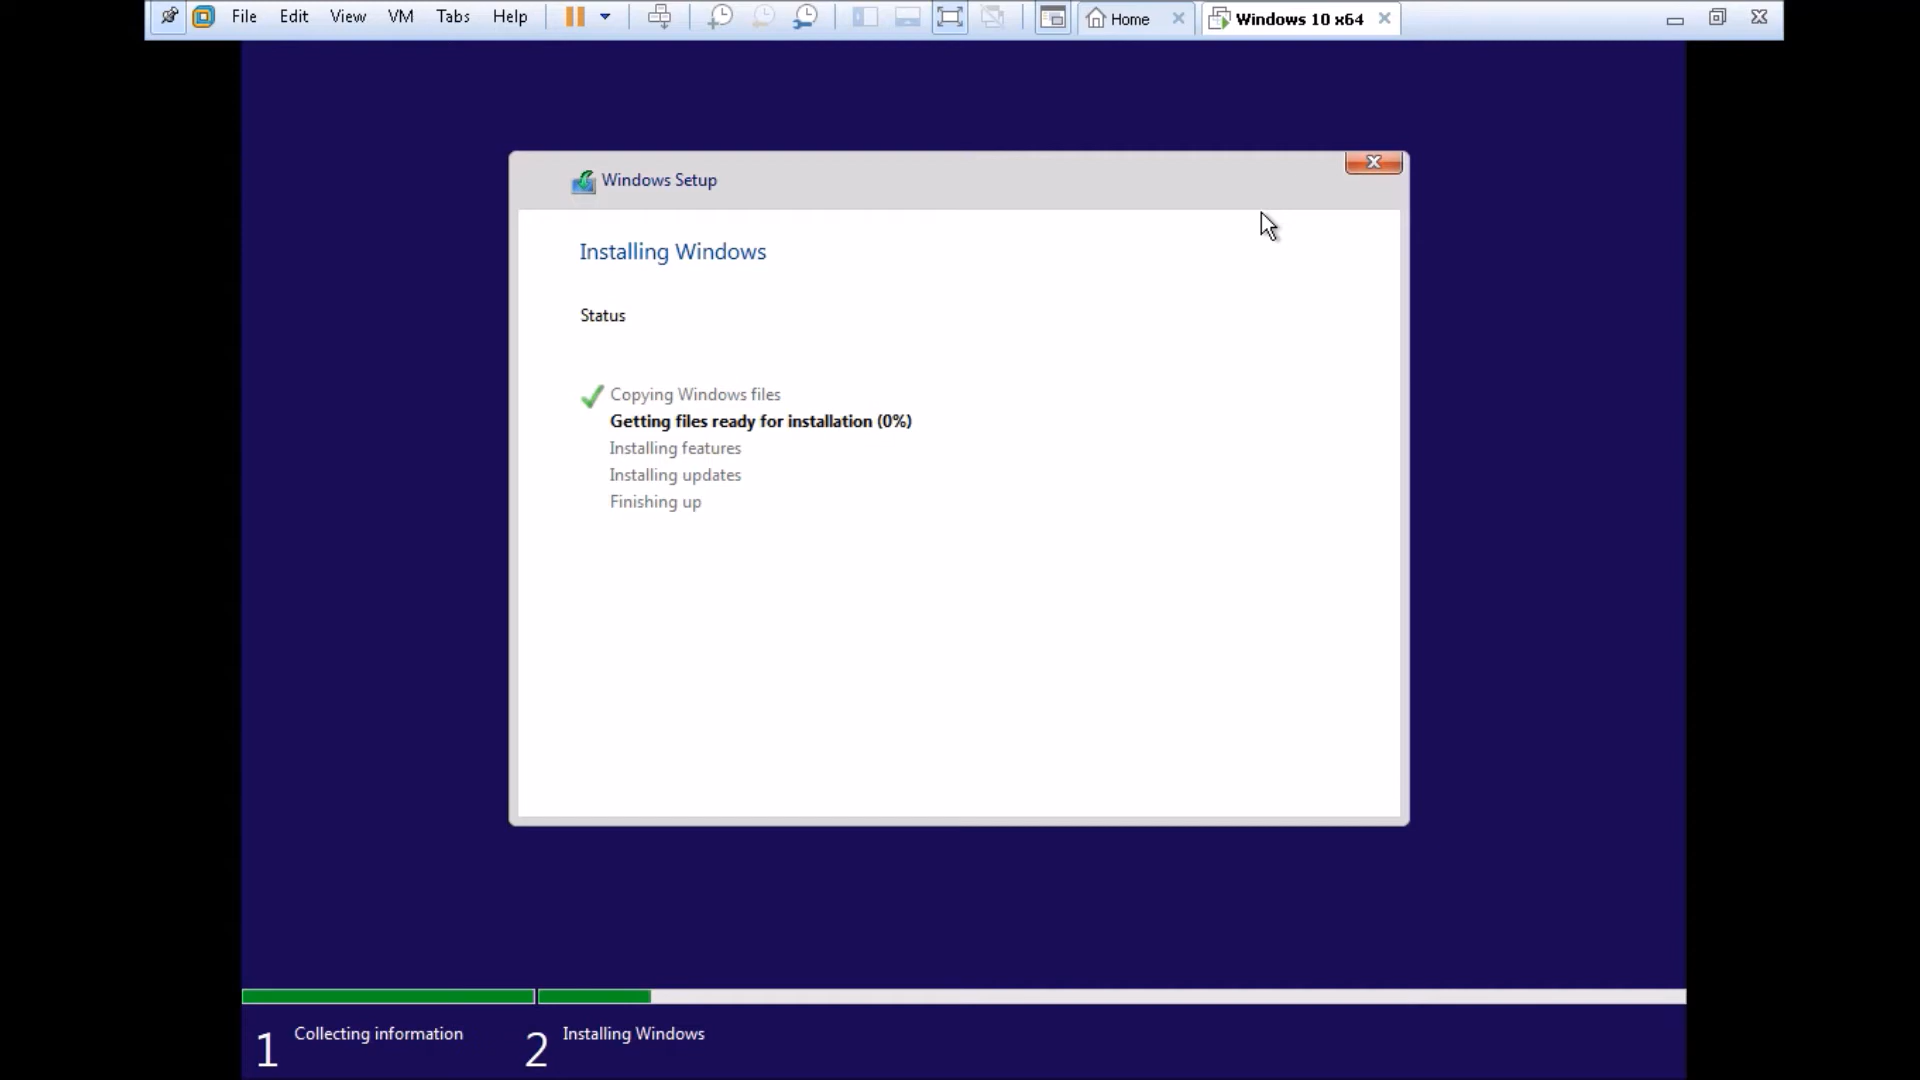 File Edit View VM Tabs Help Home Windows 10 x64
Windows Setup
Installing Windows
Status
Copying Windows files
Getting files ready for installation (0%)
Installing features
Installing updates
Finishing up
1 Collecting information 2 Installing Windows